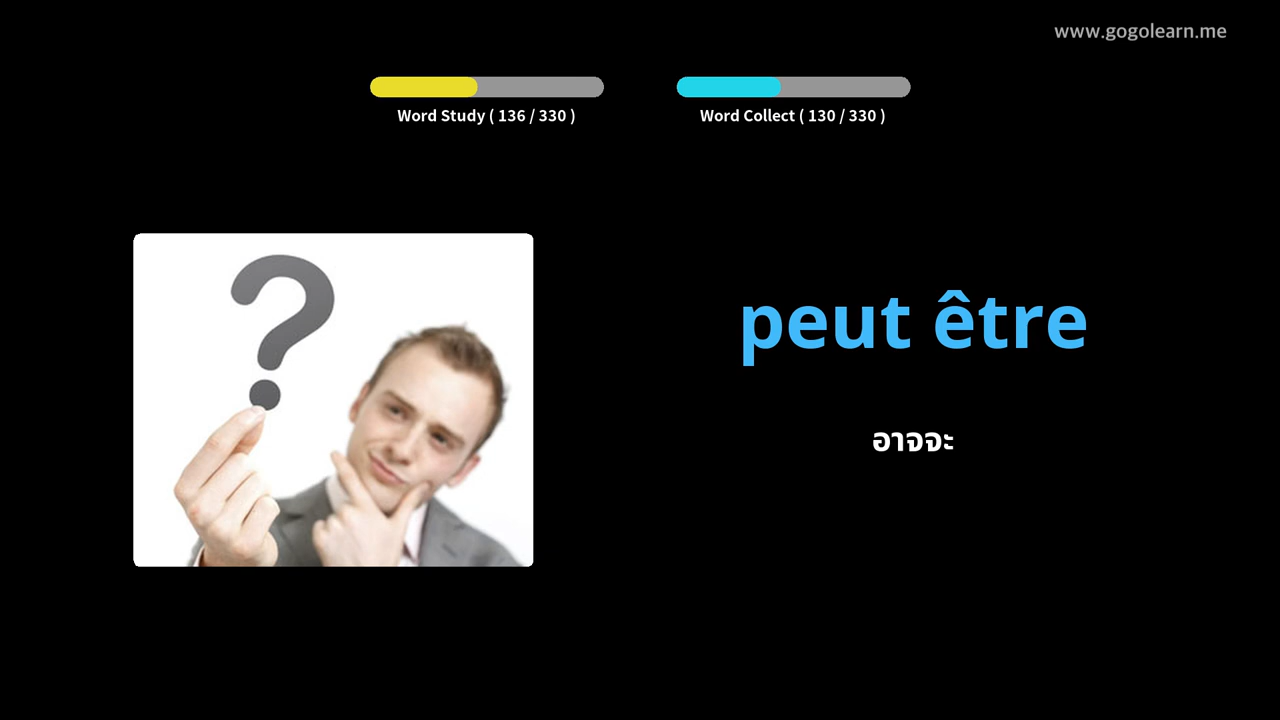 www.gogolearn.me
Word Study ( 136 / 330 )
Word Collect ( 130 / 330 )
?
peut être
อาจจะ